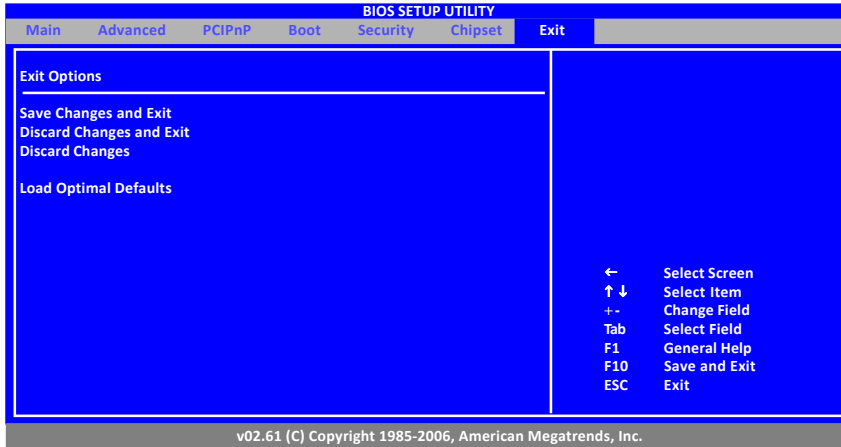 BIOS SETUP UTILITY
Main Advanced PCIPnP Boot Security Chipset Exit
Exit Options
Save Changes and Exit
Discard Changes and Exit
Discard Changes
Load Optimal Defaults
← Select Screen
↑↓ Select Item
+- Change Field
Tab Select Field
F1 General Help
F10 Save and Exit
ESC Exit
v02.61 (C) Copyright 1985-2006, American Megatrends, Inc.